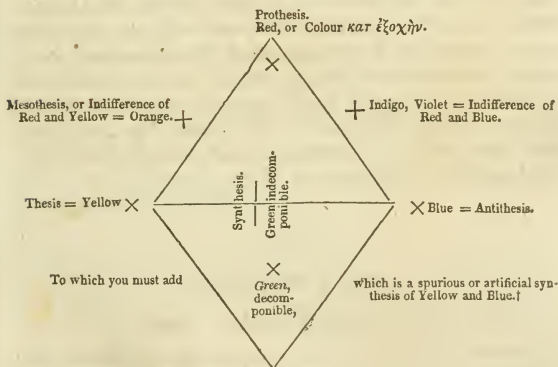 Prothesis.
Red, or Colour κατ ἐξοχὴν.
Mesothesis, or Indifference of
Red and Yellow = Orange.
Indigo, Violet = Indifference of
Red and Blue.
Synthesis.
Green indecom-
ponible.
Thesis = Yellow
Blue = Antithesis.
To which you must add
Green,
decom-
ponible,
which is a spurious or artificial syn-
thesis of Yellow and Blue.†